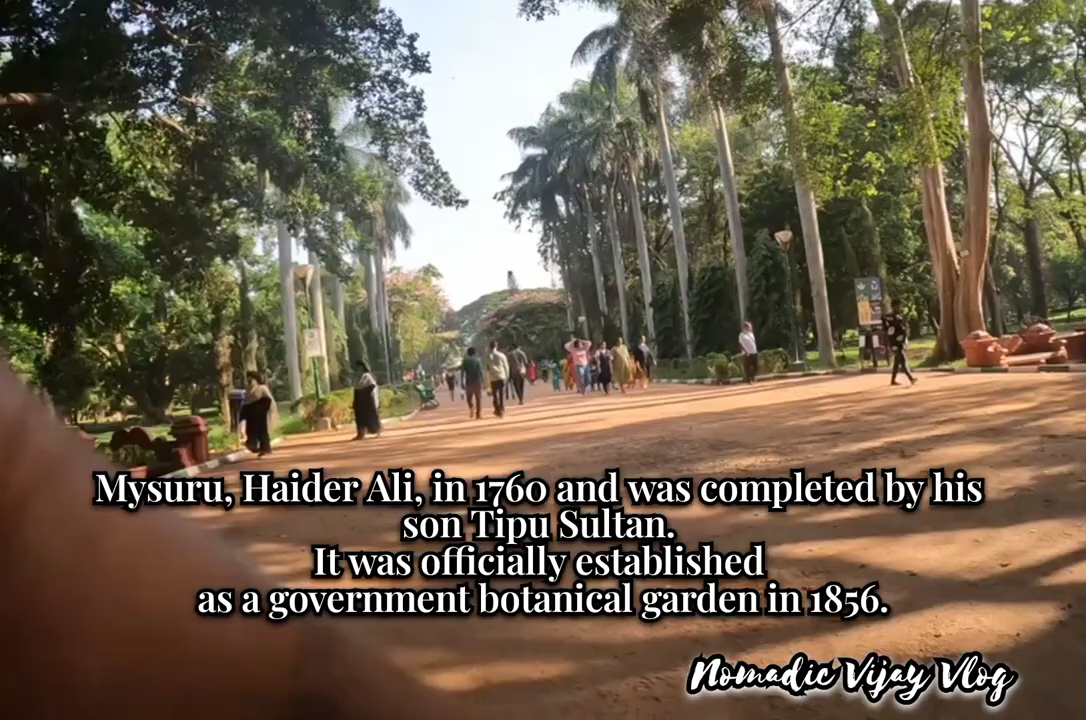 Mysuru, Haider Ali, in 1760 and was completed by his
son Tipu Sultan.
It was officially established
as a government botanical garden in 1856.
Nomadic Vijay Vlog